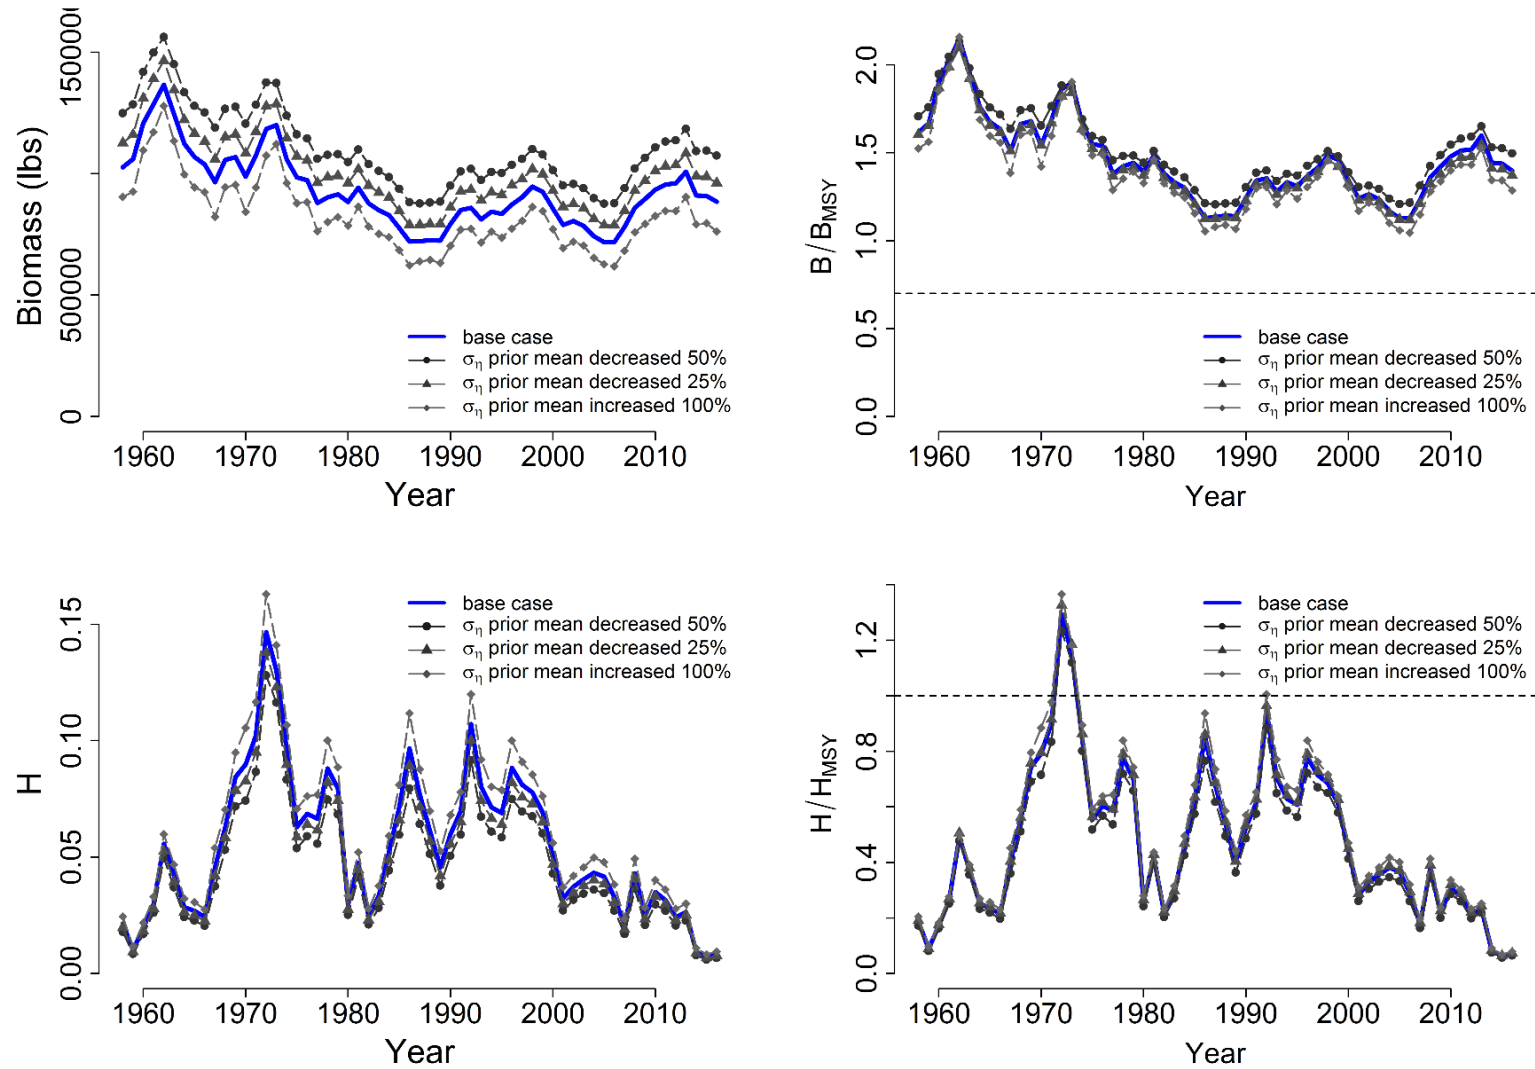 Biomass (lbs)
1500000
500000
0
base case
ση prior mean decreased 50%
ση prior mean decreased 25%
ση prior mean increased 100%
1960 1970 1980 1990 2000 2010
Year
B/BMSY
2.0
1.5
1.0
0.5
0.0
base case
ση prior mean decreased 50%
ση prior mean decreased 25%
ση prior mean increased 100%
1960 1970 1980 1990 2000 2010
Year
H
0.15
0.10
0.05
0.00
base case
ση prior mean decreased 50%
ση prior mean decreased 25%
ση prior mean increased 100%
1960 1970 1980 1990 2000 2010
Year
H/HMSY
1.2
0.8
0.4
0.0
base case
ση prior mean decreased 50%
ση prior mean decreased 25%
ση prior mean increased 100%
1960 1970 1980 1990 2000 2010
Year